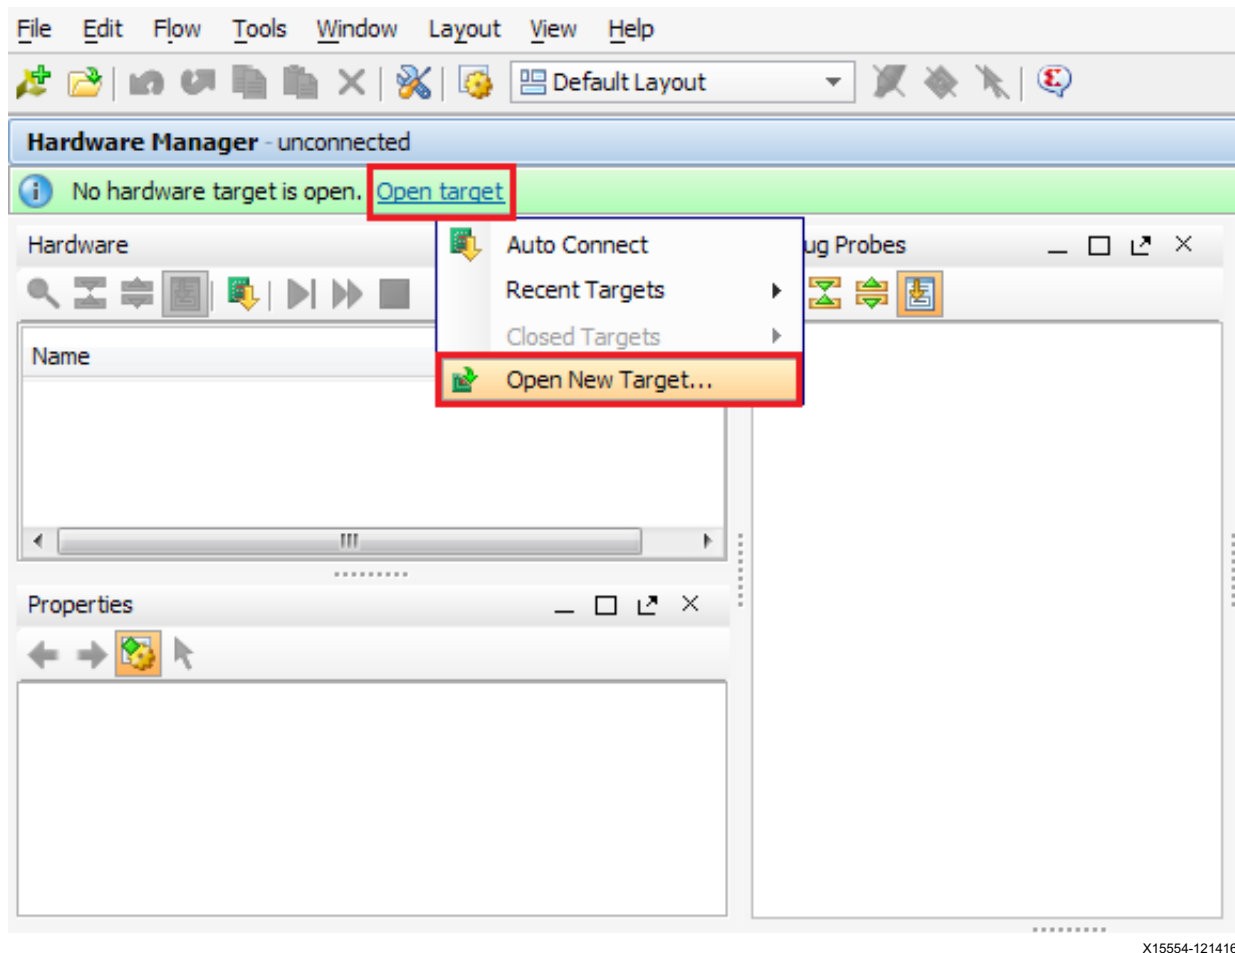 File Edit Flow Tools Window Layout View Help
Default Layout
Hardware Manager - unconnected
No hardware target is open. Open target
Hardware
ug Probes
Auto Connect
Recent Targets
Closed Targets
Open New Target...
Name
Properties
X15554-121416